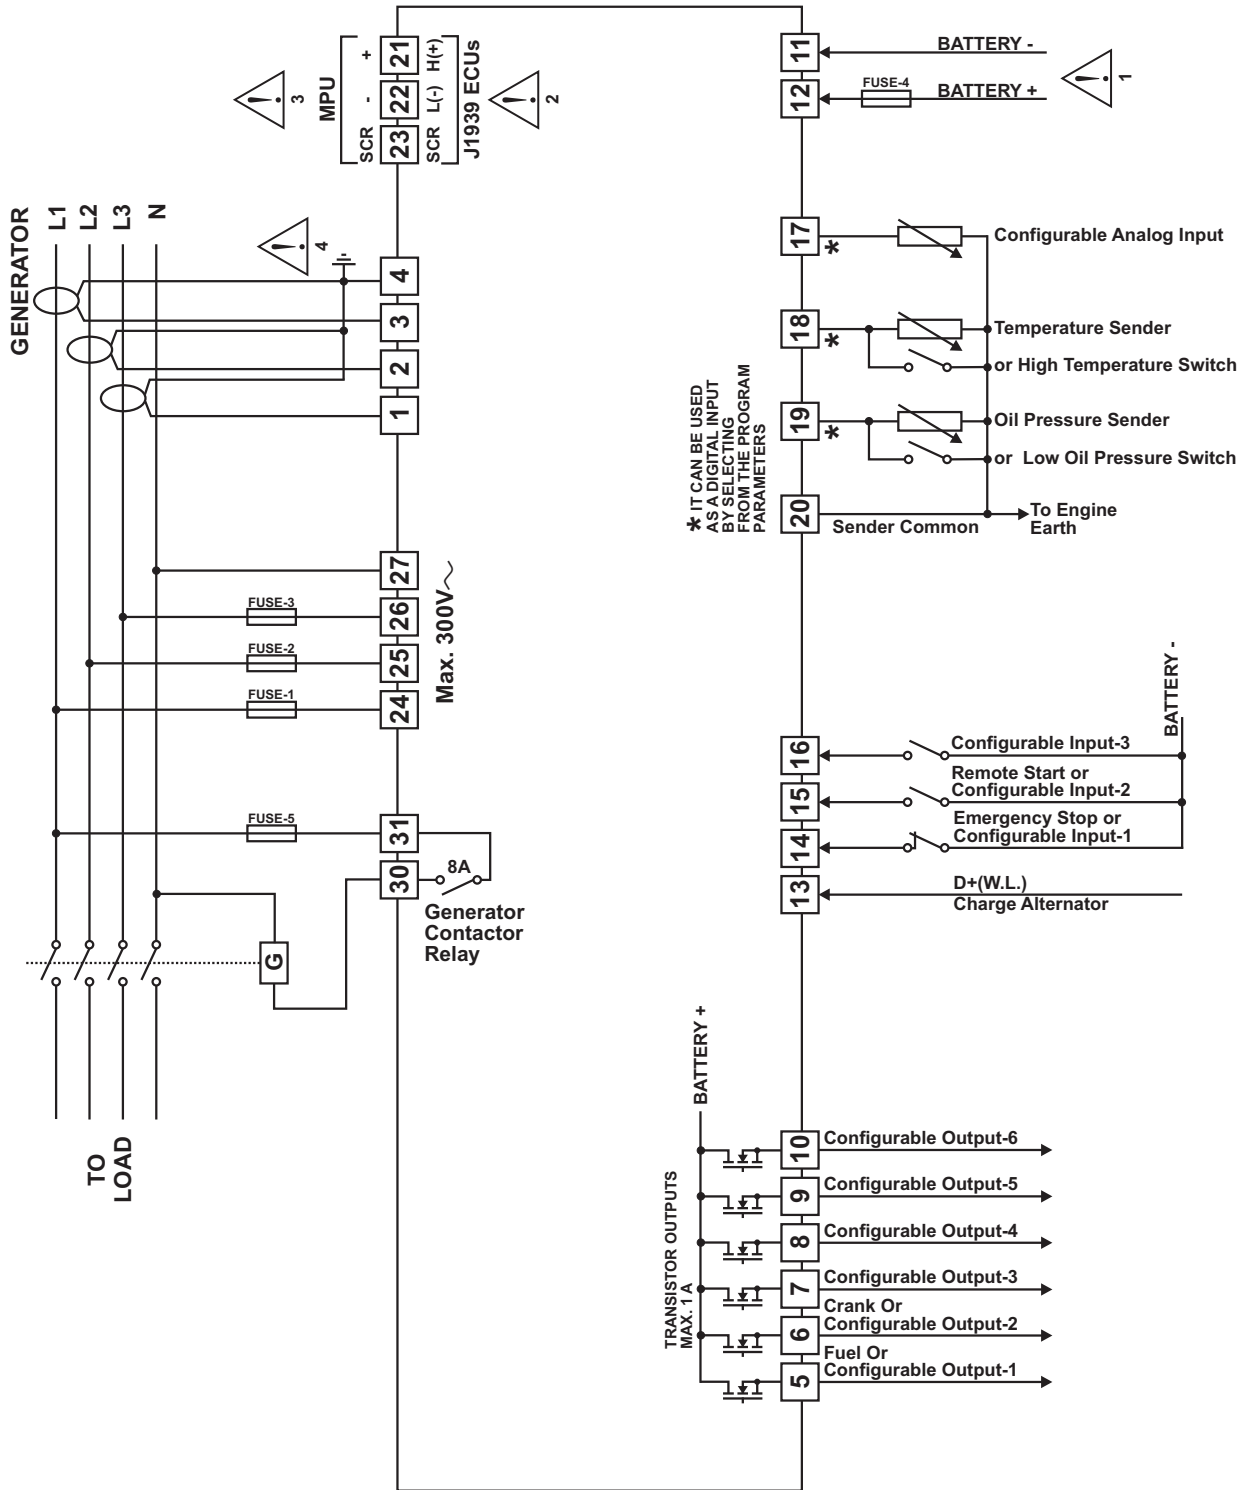 GENERATOR
L1
L2
L3
N
3
MPU
+
-
SCR
21
22
23
H(+)
L(-)
SCR
J1939 ECUs
2
4
4
3
2
1
27
26
25
24
FUSE-3
FUSE-2
FUSE-1
Max. 300V~
FUSE-5
31
30
8A
Generator
Contactor
Relay
G
TO
LOAD
11
BATTERY -
12
FUSE-4
BATTERY +
1
17
*
Configurable Analog Input
18
*
Temperature Sender
or High Temperature Switch
19
*
Oil Pressure Sender
or Low Oil Pressure Switch
* IT CAN BE USED
AS A DIGITAL INPUT
BY SELECTING
FROM THE PROGRAM
PARAMETERS
20
Sender Common
To Engine
Earth
BATTERY -
16
Configurable Input-3
15
Remote Start or
Configurable Input-2
14
Emergency Stop or
Configurable Input-1
13
D+(W.L.)
Charge Alternator
BATTERY +
TRANSISTOR OUTPUTS
MAX. 1 A
10
Configurable Output-6
9
Configurable Output-5
8
Configurable Output-4
7
Configurable Output-3
6
Crank Or
Configurable Output-2
5
Fuel Or
Configurable Output-1